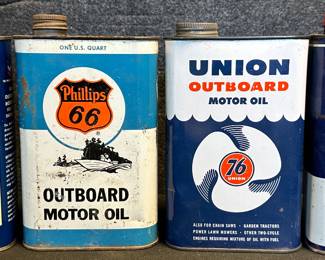 ONE U.S. QUART
Phillips
66
OUTBOARD
MOTOR OIL
UNION
OUTBOARD
MOTOR OIL
76
UNION
ALSO FOR CHAIN SAWS • GARDEN TRACTORS
POWER LAWN MOWERS • OTHER TWO-CYCLE
ENGINES REQUIRING MIXTURE OF OIL WITH FUEL